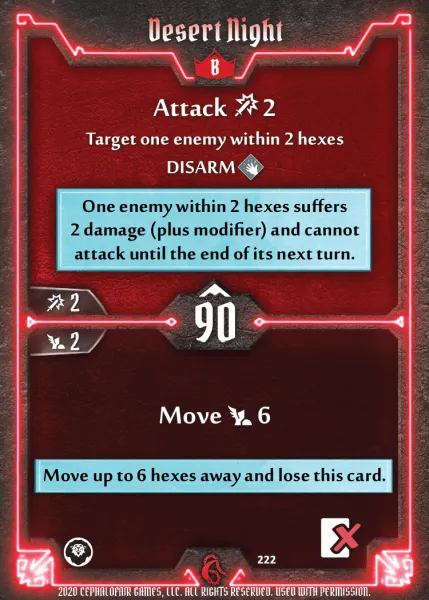 Desert Night
B
Attack 2
Target one enemy within 2 hexes
DISARM
One enemy within 2 hexes suffers
2 damage (plus modifier) and cannot
attack until the end of its next turn.
2
90
2
Move 6
Move up to 6 hexes away and lose this card.
222
2020 CEPHALOFAIR GAMES, LLC. ALL RIGHTS RESERVED. USED WITH PERMISSION.